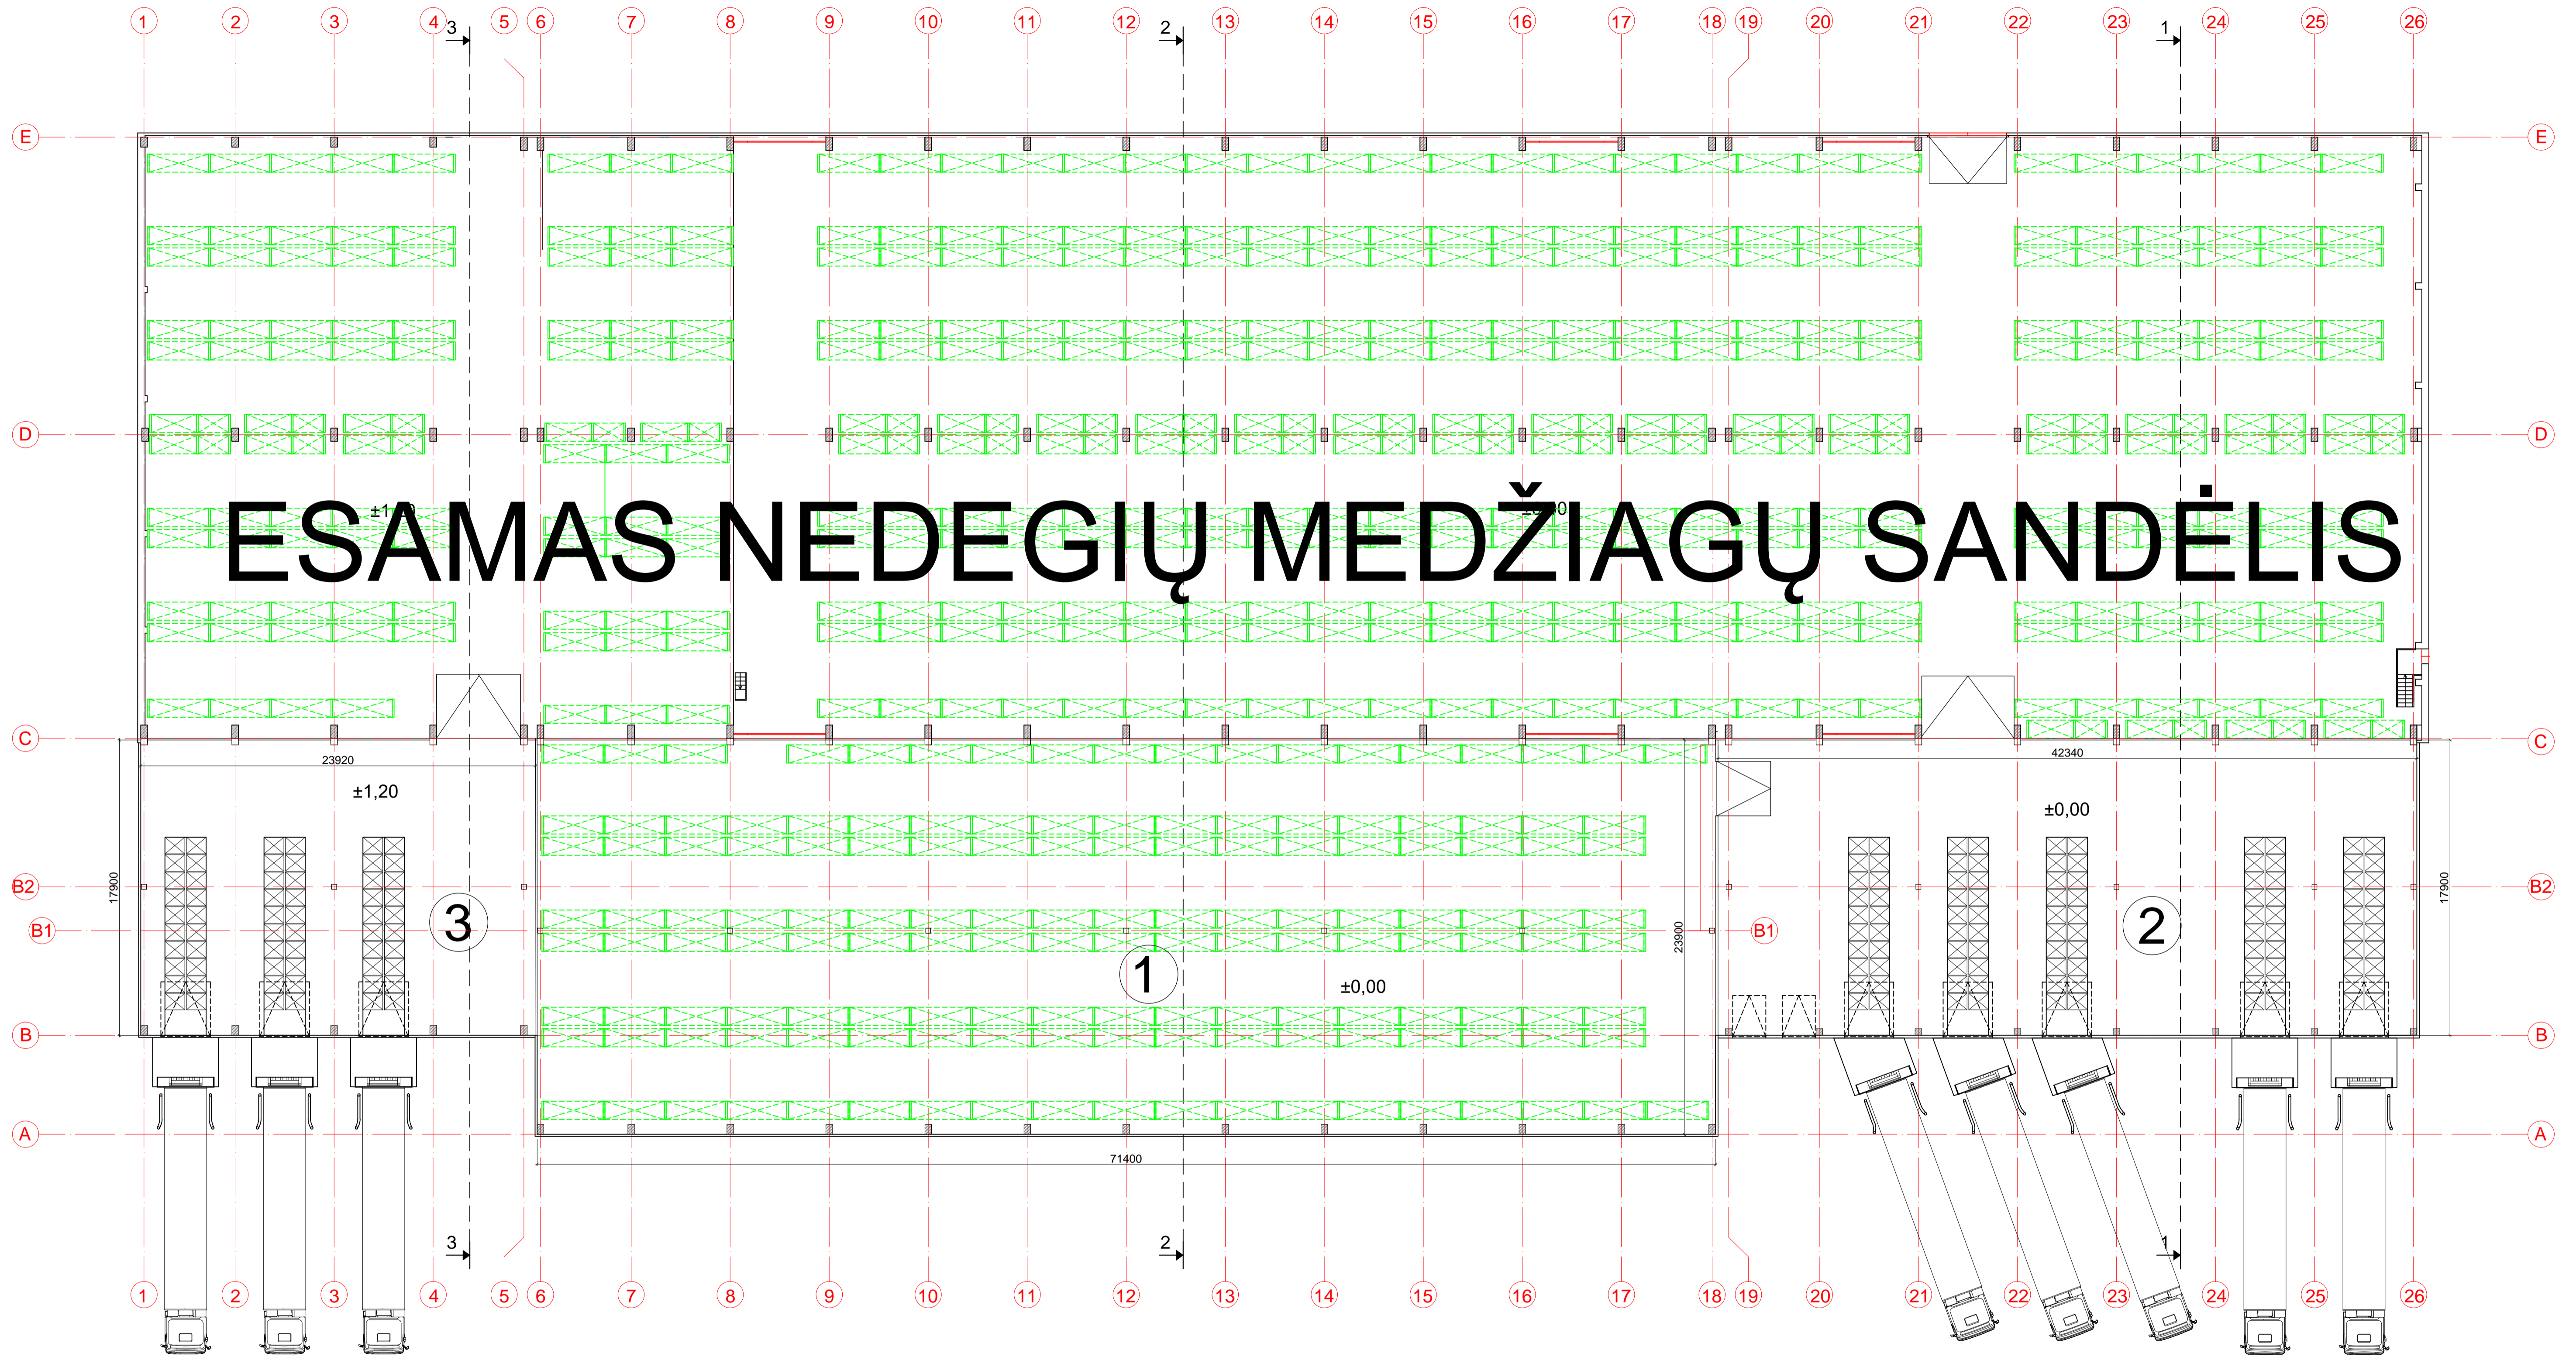 1 2 3 4 5 6 7 8 9 10 11 12 13 14 15 16 17 18 19 20 21 22 23 24 25 26
3 2 1
E E
D D
ESAMAS NEDEGIŲ MEDŽIAGŲ SANDĖLIS
C C
23920 42340
±1,20 ±0,00
17900 23900 17900
B2 B2
B1 B1
3 1 2
±0,00
B B
A A
71400
3 2 1
1 2 3 4 5 6 7 8 9 10 11 12 13 14 15 16 17 18 19 20 21 22 23 24 25 26